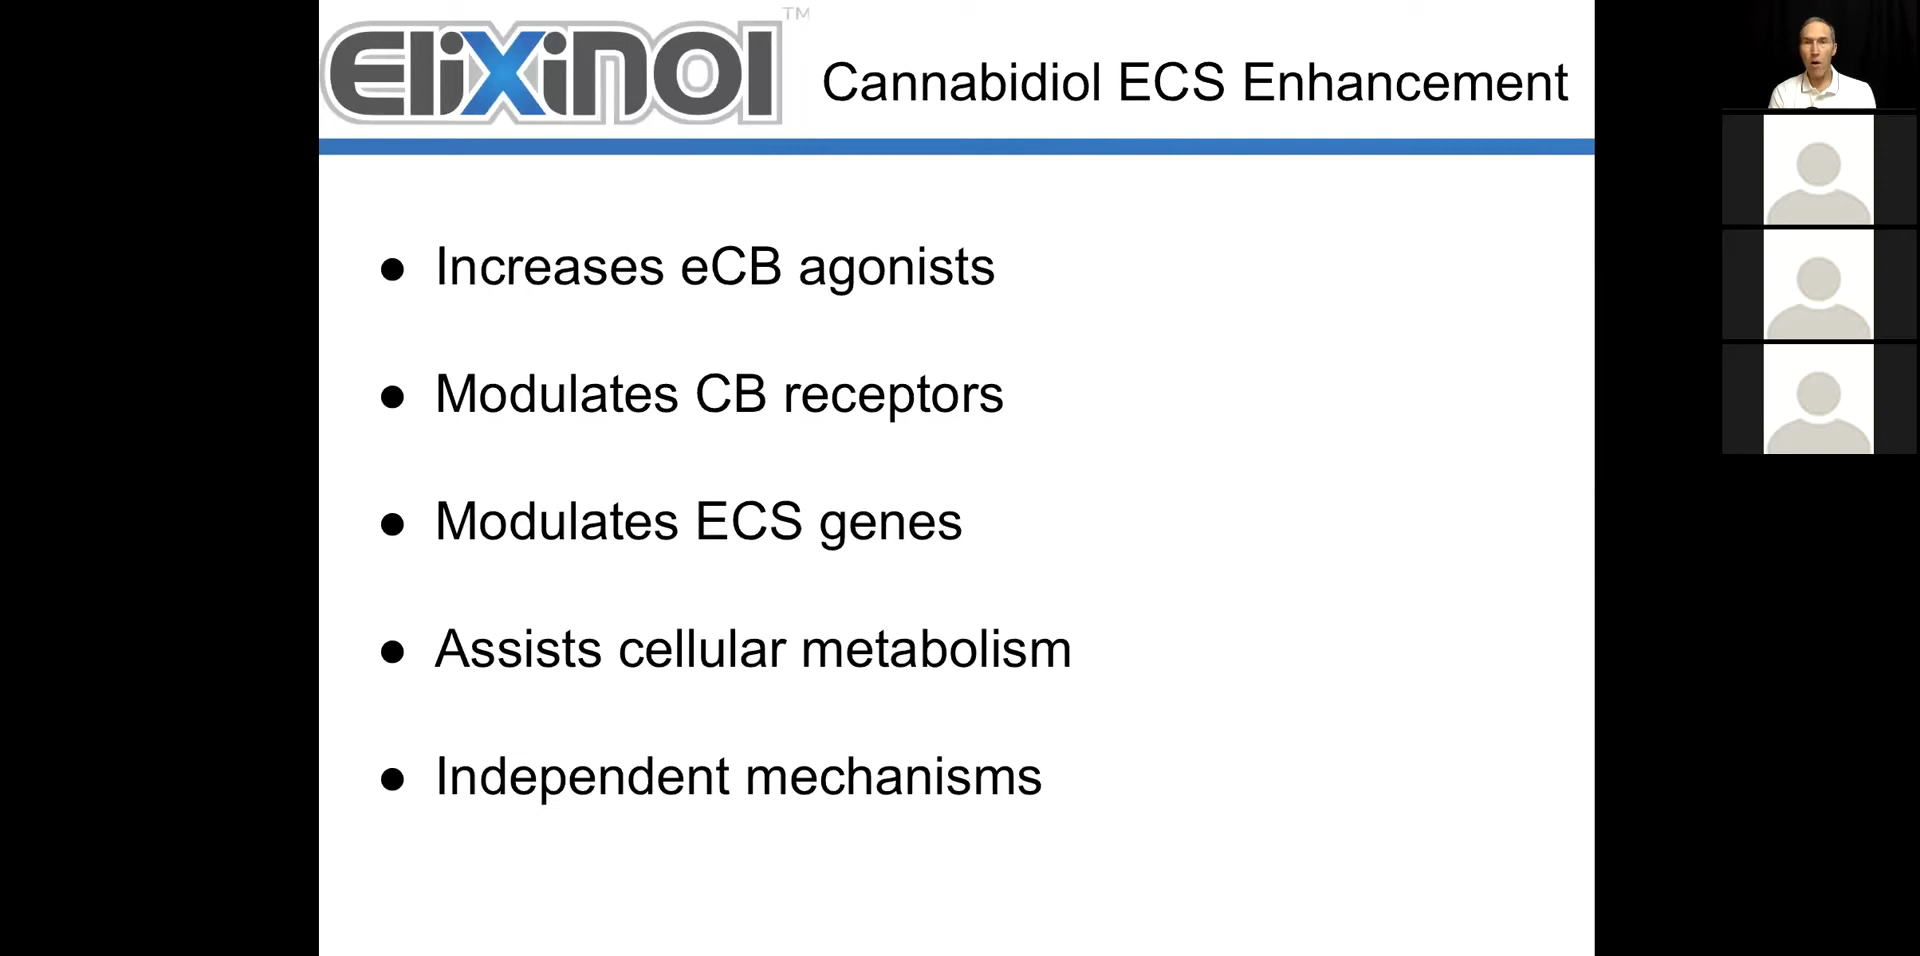 Elixinol™
Cannabidiol ECS Enhancement
● Increases eCB agonists
● Modulates CB receptors
● Modulates ECS genes
● Assists cellular metabolism
● Independent mechanisms